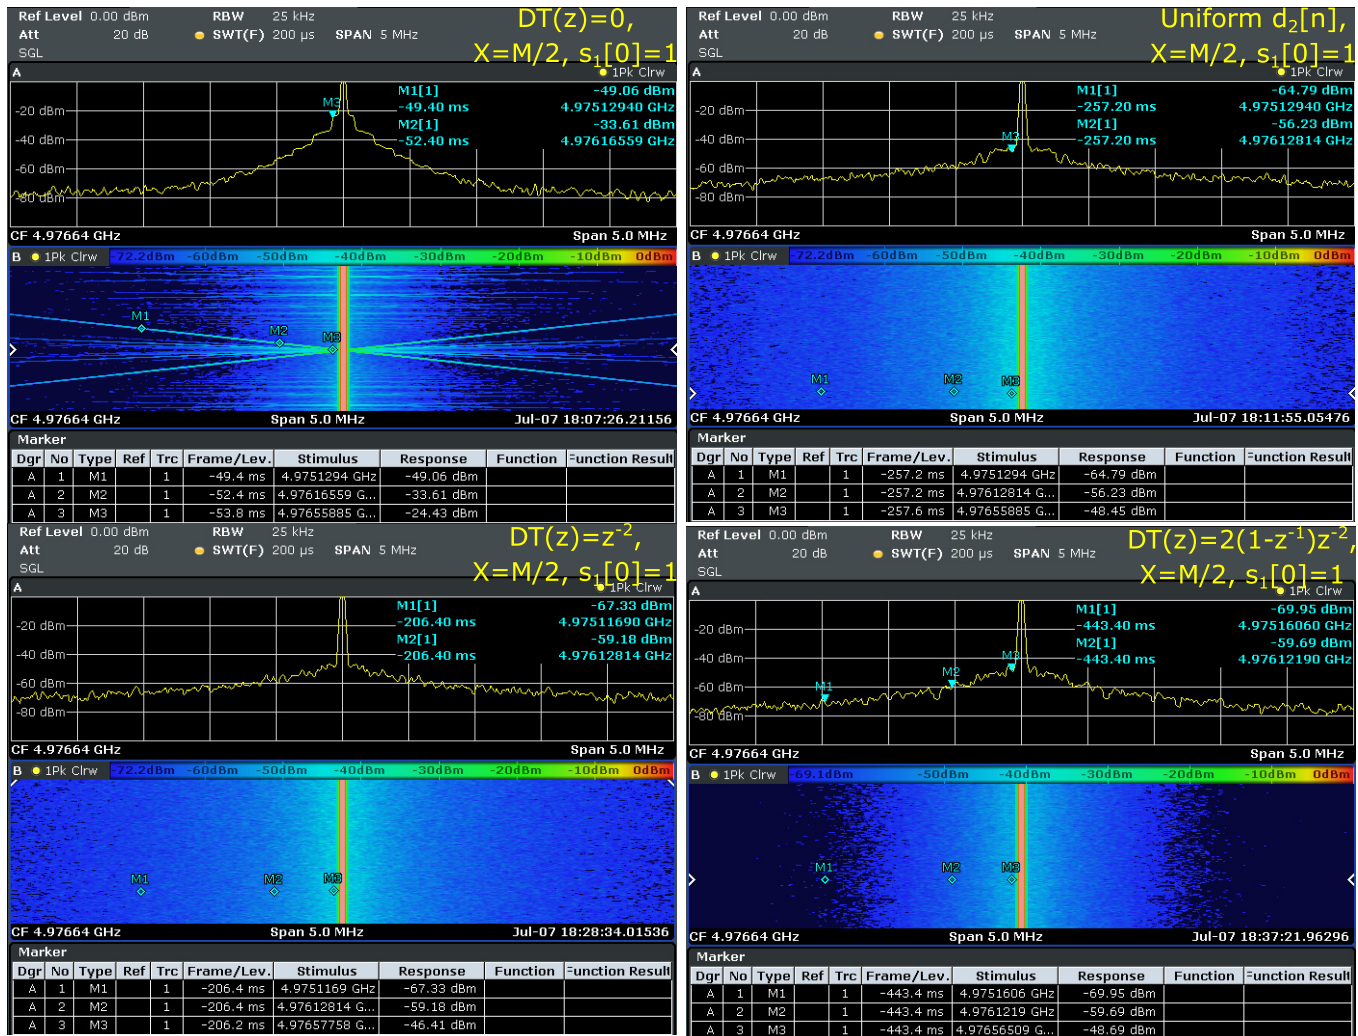 Ref Level 0.00 dBm RBW 25 kHz
Att 20 dB SWT(F) 200 µs SPAN 5 MHz
SGL
DT(z)=0,
X=M/2, s₁[0]=1
A 1Pk Clrw
M1[1] -49.06 dBm
-49.40 ms 4.97512940 GHz
M2[1] -33.61 dBm
-52.40 ms 4.97616559 GHz
M3
-20 dBm
-40 dBm
-60 dBm
-80 dBm
CF 4.97664 GHz Span 5.0 MHz
B 1Pk Clrw -72.2dBm -60dBm -50dBm -40dBm -30dBm -20dBm -10dBm 0dBm
M1
M2
M3
CF 4.97664 GHz Span 5.0 MHz Jul-07 18:07:26.21156
Marker
Dgr No Type Ref Trc Frame/Lev. Stimulus Response Function Function Result
A 1 M1 1 -49.4 ms 4.9751294 GHz -49.06 dBm
A 2 M2 1 -52.4 ms 4.97616559 G... -33.61 dBm
A 3 M3 1 -53.8 ms 4.97655885 G... -24.43 dBm
Ref Level 0.00 dBm RBW 25 kHz
Att 20 dB SWT(F) 200 µs SPAN 5 MHz
SGL
Uniform d₂[n],
X=M/2, s₁[0]=1
A 1Pk Clrw
M1[1] -64.79 dBm
-257.20 ms 4.97512940 GHz
M2[1] -56.23 dBm
-257.20 ms 4.97612814 GHz
M3
-20 dBm
-40 dBm
-60 dBm
-80 dBm
CF 4.97664 GHz Span 5.0 MHz
B 1Pk Clrw -72.2dBm -60dBm -50dBm -40dBm -30dBm -20dBm -10dBm 0dBm
M1 M2 M3
CF 4.97664 GHz Span 5.0 MHz Jul-07 18:11:55.05476
Marker
Dgr No Type Ref Trc Frame/Lev. Stimulus Response Function Function Result
A 1 M1 1 -257.2 ms 4.9751294 GHz -64.79 dBm
A 2 M2 1 -257.2 ms 4.97612814 G... -56.23 dBm
A 3 M3 1 -257.6 ms 4.97655885 G... -48.45 dBm
Ref Level 0.00 dBm RBW 25 kHz
Att 20 dB SWT(F) 200 µs SPAN 5 MHz
SGL
DT(z)=z⁻²,
X=M/2, s₁[0]=1
A 1Pk Clrw
M1[1] -67.33 dBm
-206.40 ms 4.97511690 GHz
M2[1] -59.18 dBm
-206.40 ms 4.97612814 GHz
-20 dBm
-40 dBm
-60 dBm
-80 dBm
CF 4.97664 GHz Span 5.0 MHz
B 1Pk Clrw -72.2dBm -60dBm -50dBm -40dBm -30dBm -20dBm -10dBm 0dBm
M1 M2 M3
CF 4.97664 GHz Span 5.0 MHz Jul-07 18:28:34.01536
Marker
Dgr No Type Ref Trc Frame/Lev. Stimulus Response Function Function Result
A 1 M1 1 -206.4 ms 4.9751169 GHz -67.33 dBm
A 2 M2 1 -206.4 ms 4.97612814 G... -59.18 dBm
A 3 M3 1 -206.2 ms 4.97657758 G... -46.41 dBm
Ref Level 0.00 dBm RBW 25 kHz
Att 20 dB SWT(F) 200 µs SPAN 5 MHz
SGL
DT(z)=2(1-z⁻¹)z⁻²,
X=M/2, s₁[0]=1
A 1Pk Clrw
M1[1] -69.95 dBm
-443.40 ms 4.97516060 GHz
M2[1] -59.69 dBm
-443.40 ms 4.97612190 GHz
M1 M2 M3
-20 dBm
-40 dBm
-60 dBm
-80 dBm
CF 4.97664 GHz Span 5.0 MHz
B 1Pk Clrw -69.1dBm -50dBm -40dBm -30dBm -20dBm -10dBm 0dBm
M1 M2 M3
CF 4.97664 GHz Span 5.0 MHz Jul-07 18:37:21.96296
Marker
Dgr No Type Ref Trc Frame/Lev. Stimulus Response Function Function Result
A 1 M1 1 -443.4 ms 4.9751606 GHz -69.95 dBm
A 2 M2 1 -443.4 ms 4.9761219 GHz -59.69 dBm
A 3 M3 1 -443.4 ms 4.97656509 G... -48.69 dBm